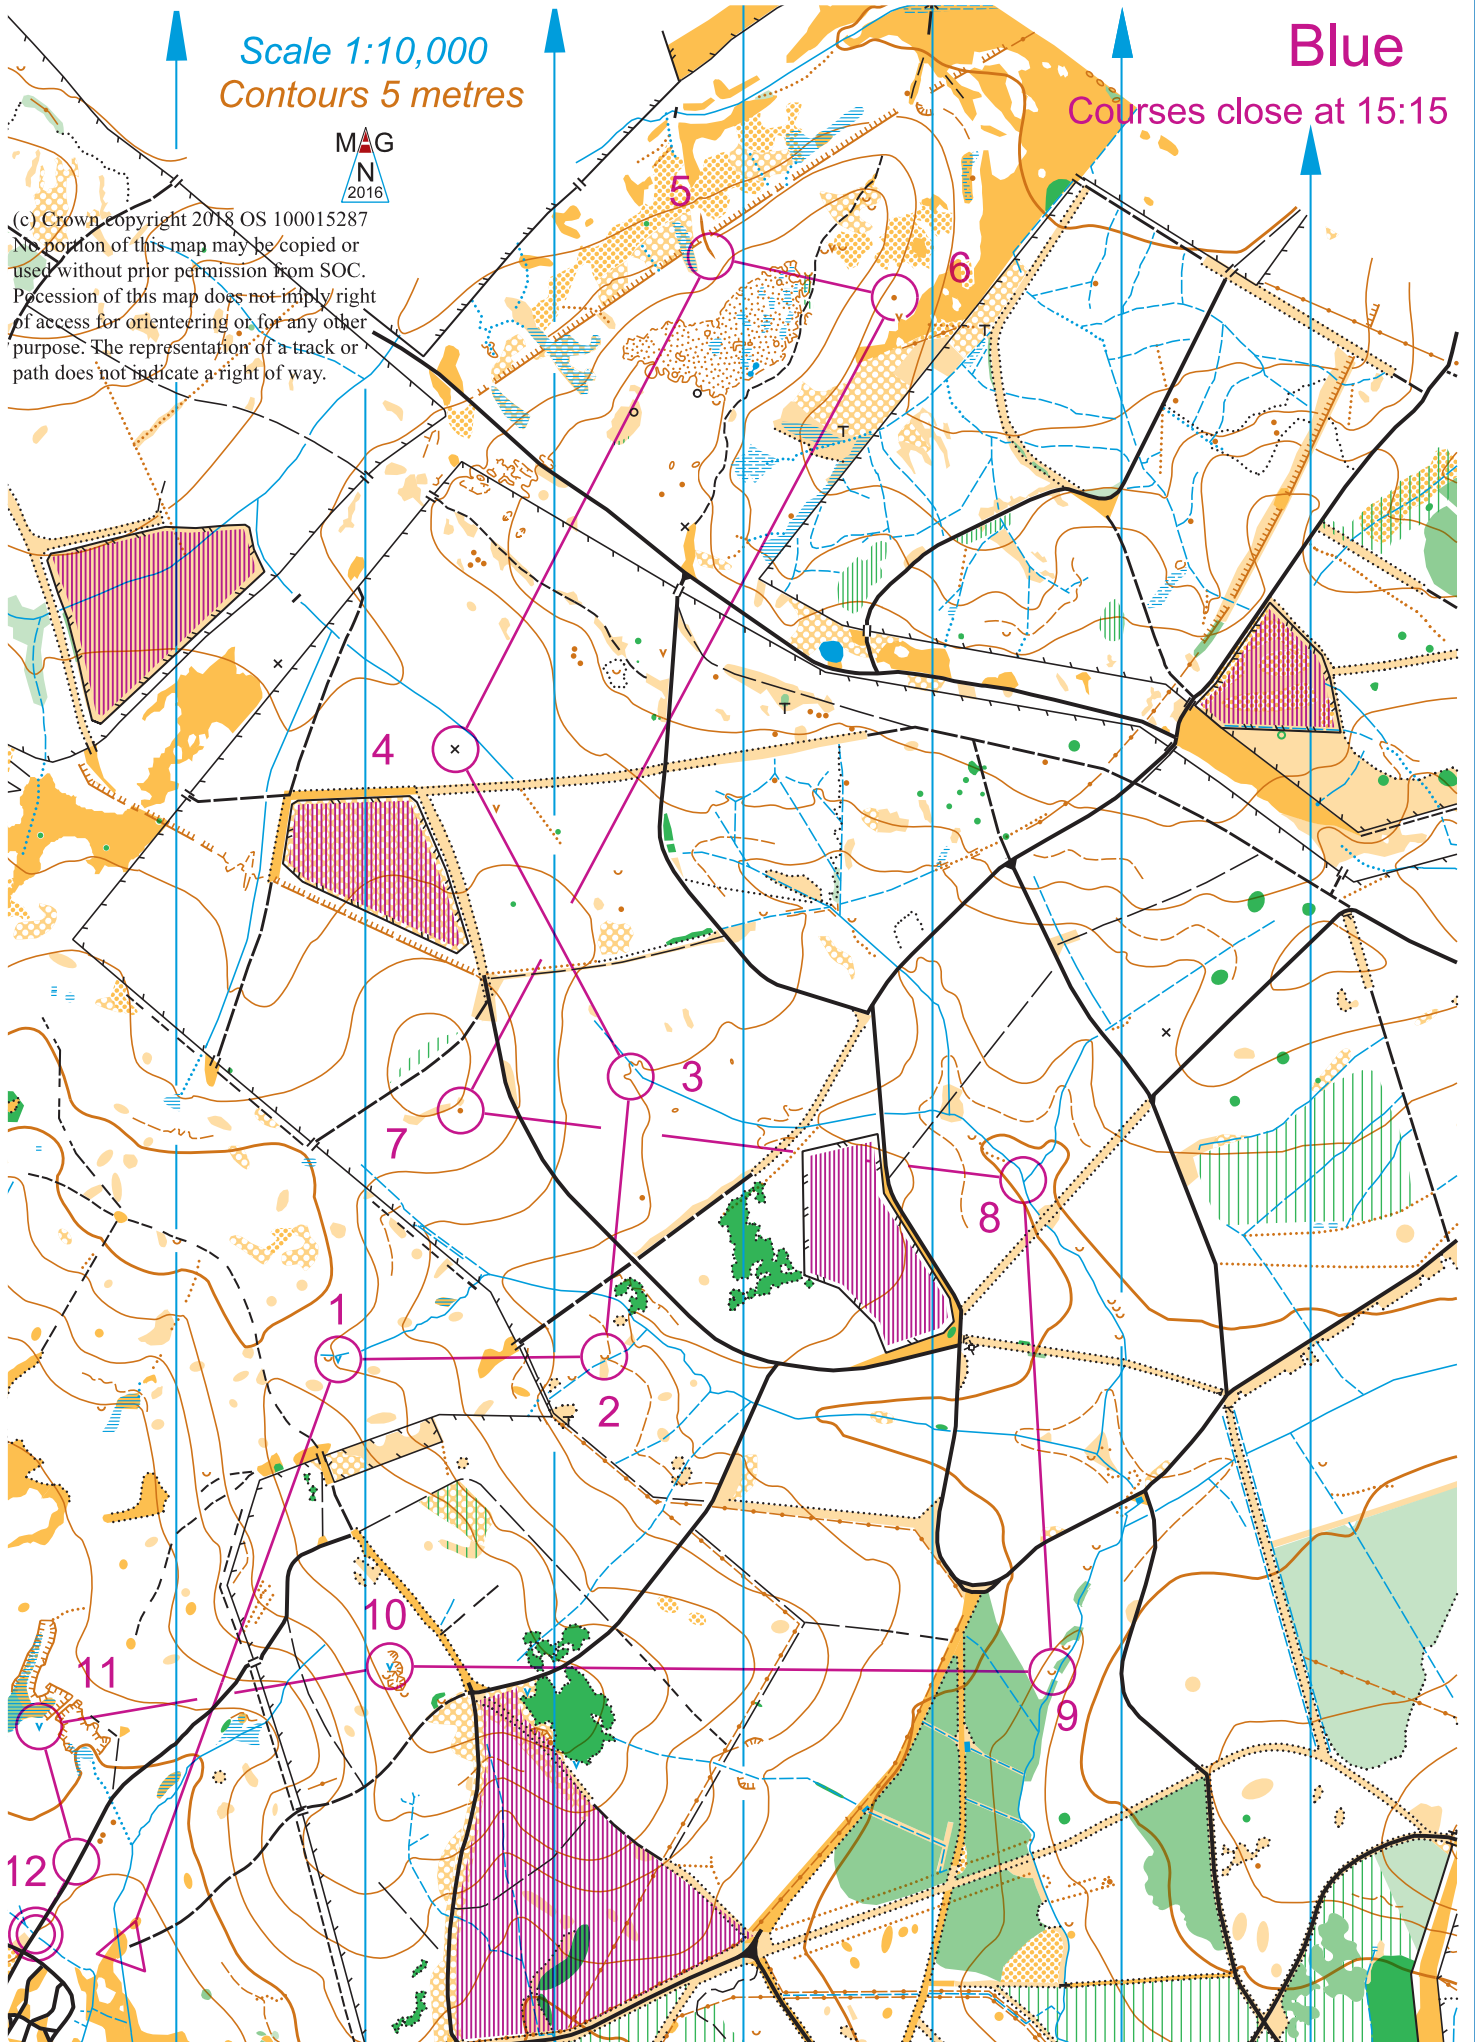 Scale 1:10,000
Contours 5 metres
Blue
Courses close at 15:15
MAG
N
2016
(c) Crown copyright 2018 OS 100015287
No portion of this map may be copied or
used without prior permission from SOC.
Pocession of this map does not imply right
of access for orienteering or for any other
purpose. The representation of a track or
path does not indicate a right of way.
5
6
4
3
7
8
1
2
10
11
9
12